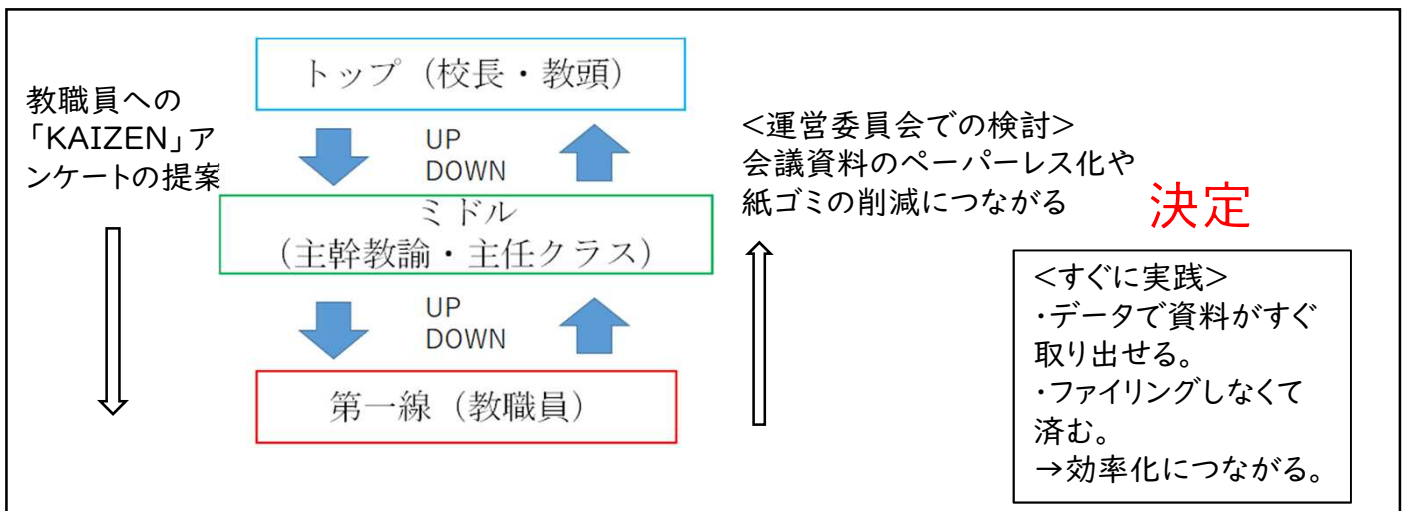 トップ（校長・教頭）
教職員への
「KAIZEN」ア
ンケートの提案
UP
DOWN
<運営委員会での検討>
会議資料のペーパーレス化や
紙ゴミの削減につながる
決定
ミドル
（主幹教諭・主任クラス）
UP
DOWN
第一線（教職員）
<すぐに実践>
・データで資料がすぐ
取り出せる。
・ファイリングしなくて
済む。
→効率化につながる。